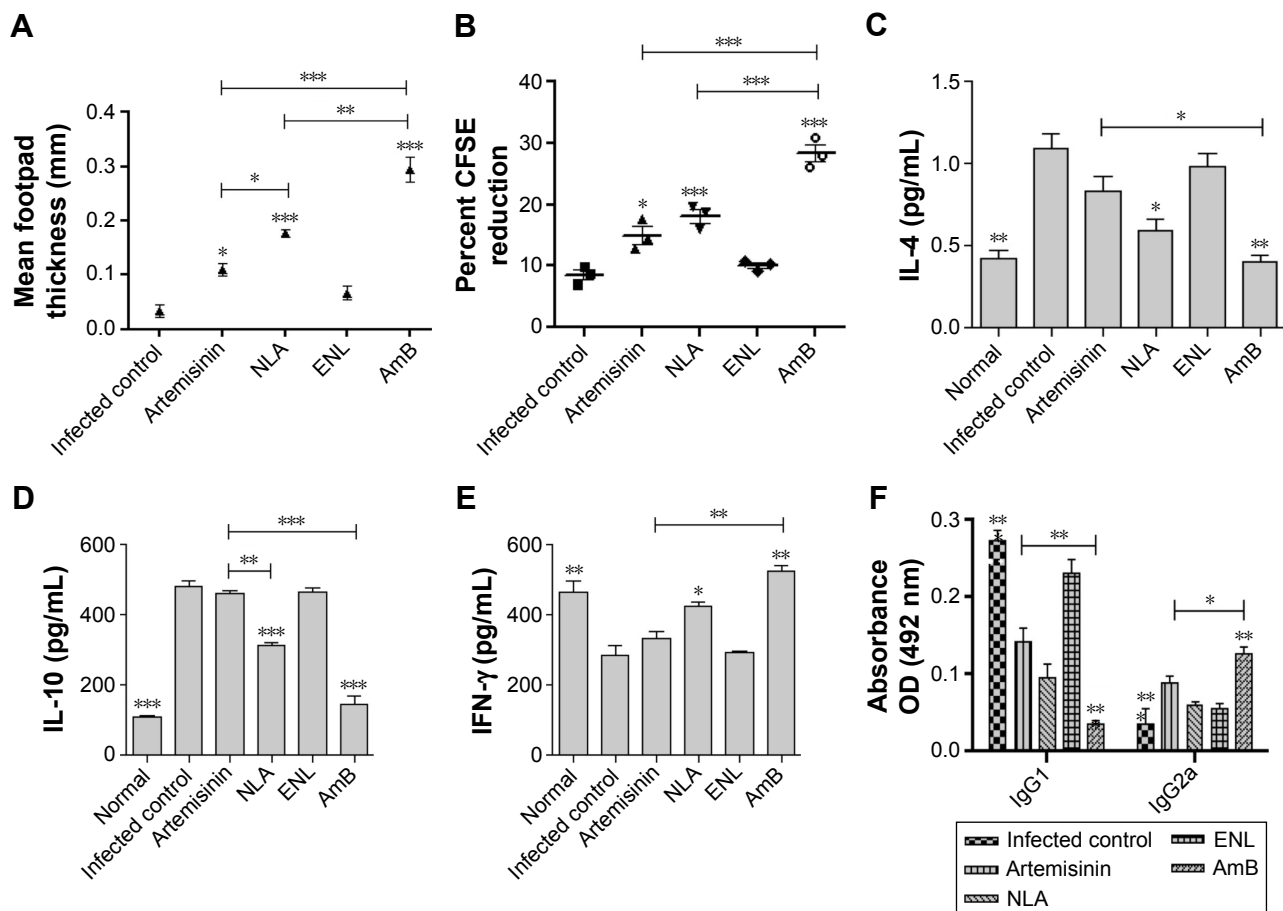 A
Mean footpad
thickness (mm)
0.4
0.3
0.2
0.1
0.0
***
**
*
*
***
***
Infected control
Artemisinin
NLA
ENL
AmB
B
Percent fnt CFSE
reduction
40
30
20
10
0
***
***
*
***
***
Infected control
Artemisinin
NLA
ENL
AmB
C
IL-4 (pg/mL)
1.5
1.0
0.5
0.0
*
**
*
**
Normal
Infected control
Artemisinin
NLA
ENL
AmB
D
IL-10 (pg/mL)
600
400
200
0
***
**
***
***
***
Normal
Infected control
Artemisinin
NLA
ENL
AmB
E
IFN-γ (pg/mL)
600
400
200
0
**
**
*
**
Normal
Infected control
Artemisinin
NLA
ENL
AmB
F
Absorbance
OD (492 nm)
0.3
0.2
0.1
0.0
**
*
**
**
**
*
*
**
IgG1
IgG2a
Infected control
Artemisinin
NLA
ENL
AmB